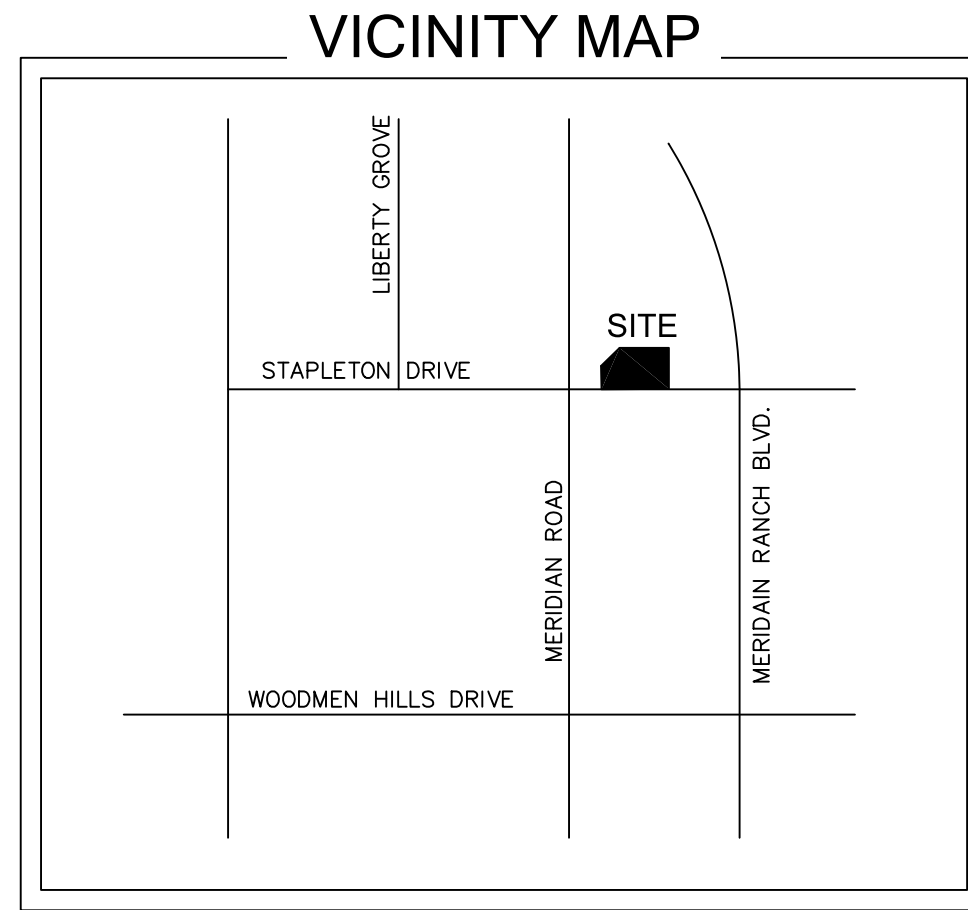 VICINITY MAP
LIBERTY GROVE
SITE
STAPLETON DRIVE
MERIDIAN ROAD
MERIDAIN RANCH BLVD.
WOODMEN HILLS DRIVE